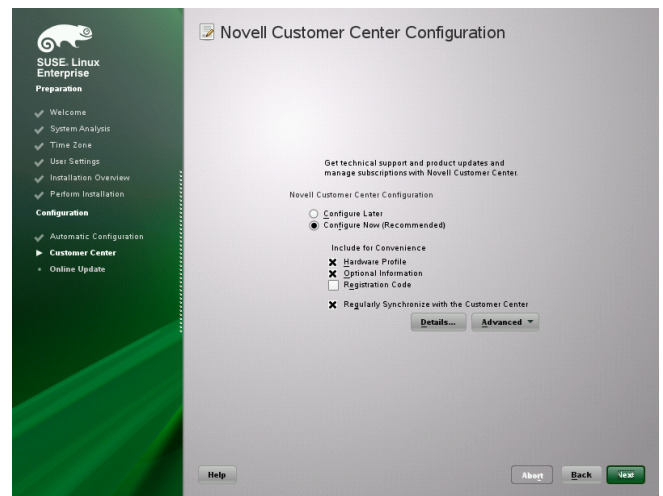 SUSE. Linux
Enterprise
Preparation
Welcome
System Analysis
Time Zone
User Settings
Installation Overview
Perform Installation
Configuration
Automatic Configuration
Customer Center
Online Update
Novell Customer Center Configuration
Get technical support and product updates and
manage subscriptions with Novell Customer Center.
Novell Customer Center Configuration
Configure Later
Configure Now (Recommended)
Include for Convenience
Hardware Profile
Optional Information
Registration Code
Regularly Synchronize with the Customer Center
Details... Advanced
Help Abort Back Next